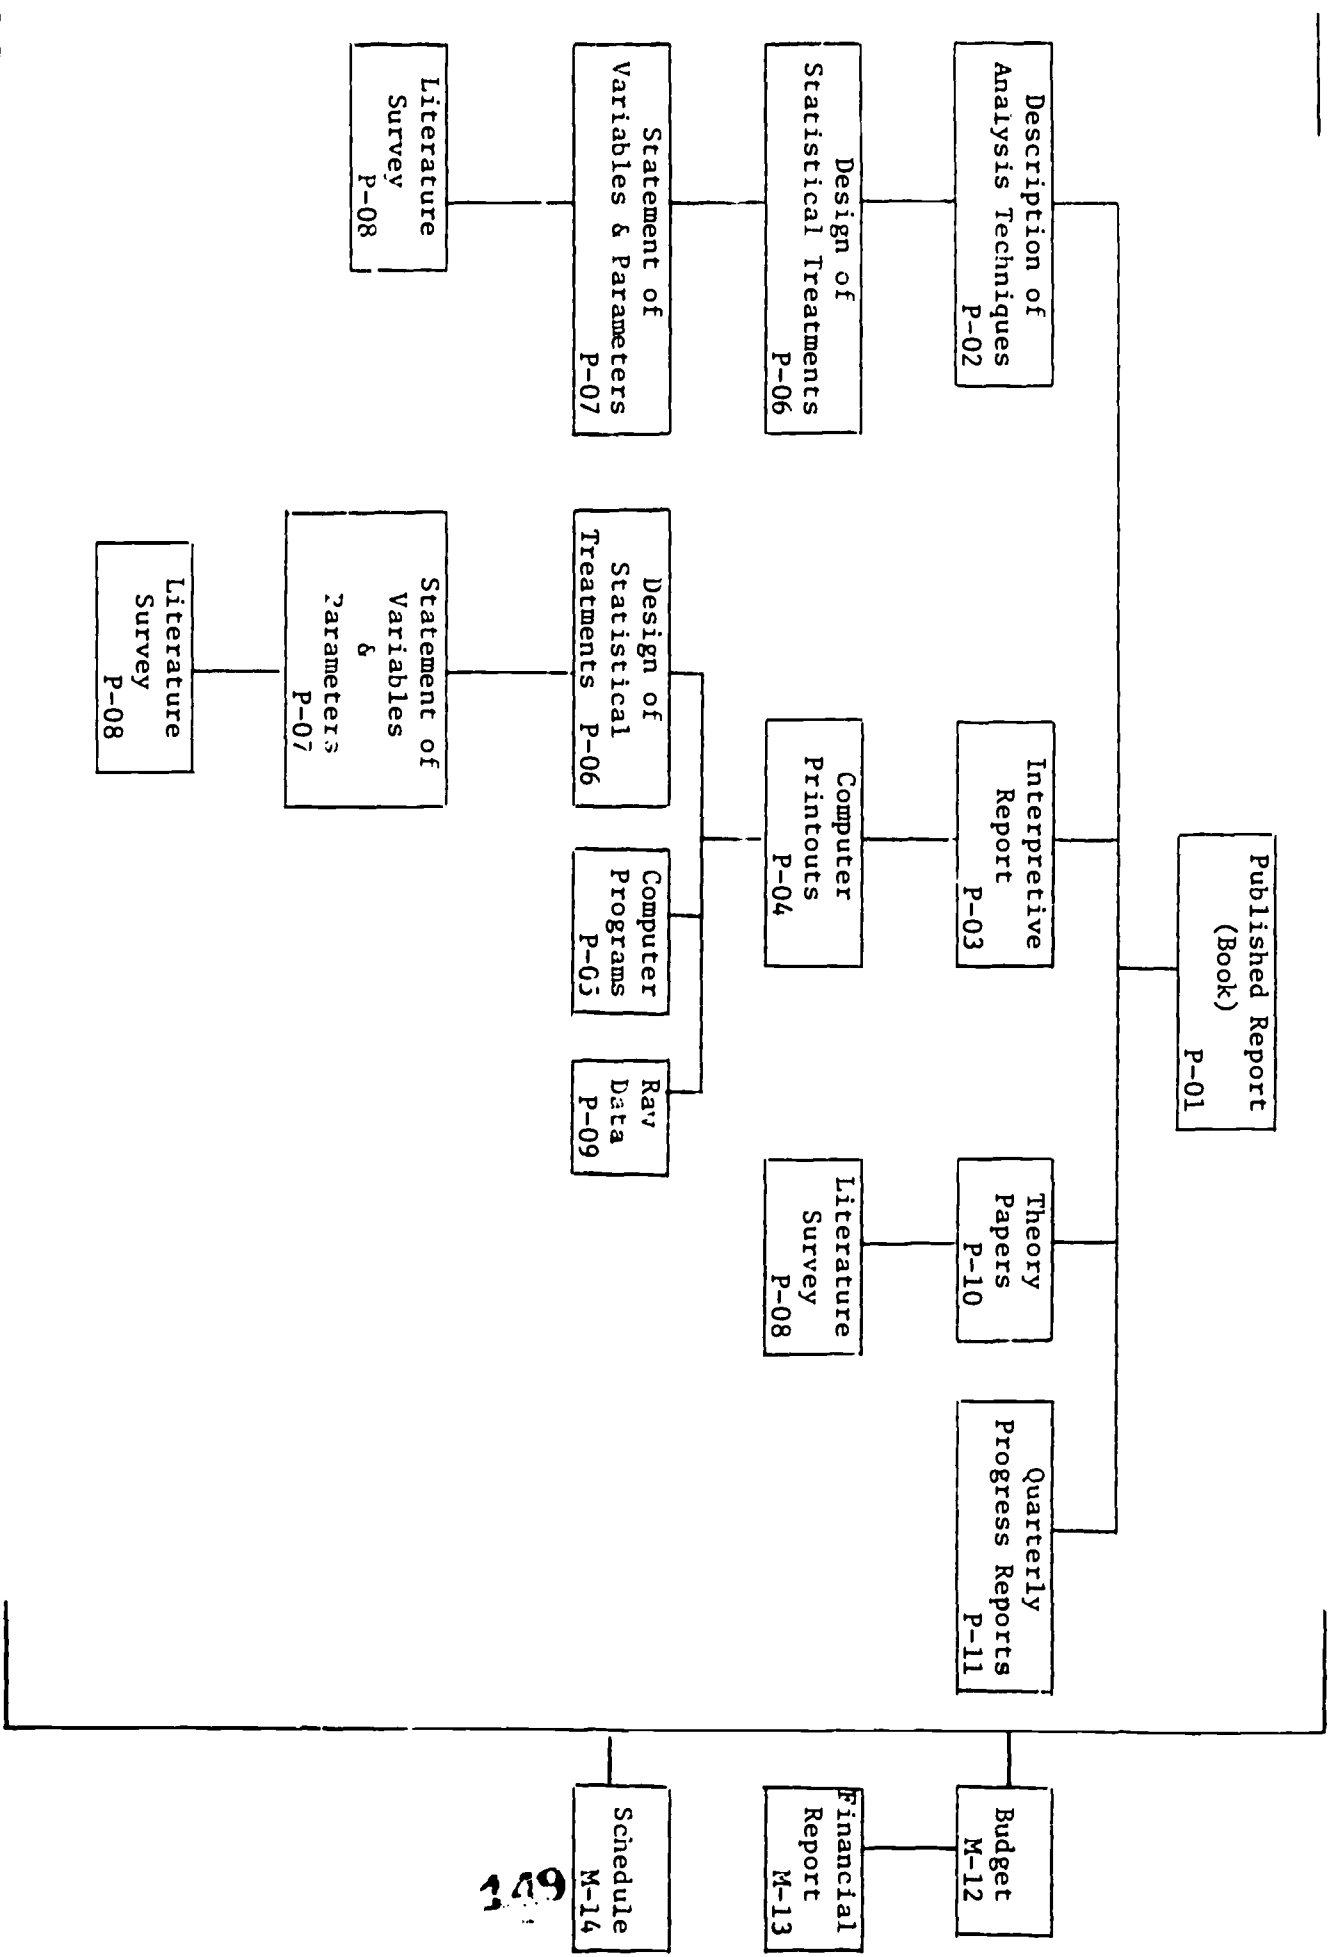 Published Report
(Book)
P-01
Description of
Analysis Techniques
P-02
Interpretive
Report
P-03
Theory
Papers
P-10
Quarterly
Progress Reports
P-11
Budget
M-12
Design of
Statistical Treatments
P-06
Computer
Printouts
P-04
Literature
Survey
P-08
Financial
Report
M-13
Statement of
Variables & Parameters
P-07
Design of
Statistical
Treatments P-06
Computer
Programs
P-05
Raw
Data
P-09
Schedule
M-14
Literature
Survey
P-08
Statement of
Variables
&
Parameters
P-07
Literature
Survey
P-08
149